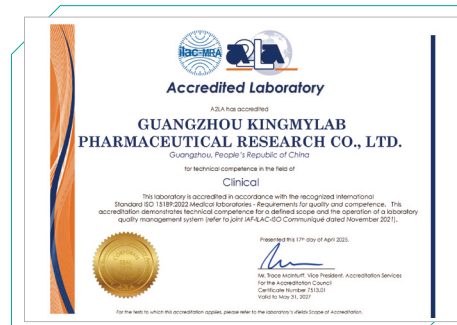 ilac-MRA
A2LA
Accredited Laboratory
A2LA has accredited
GUANGZHOU KINGMYLAB
PHARMACEUTICAL RESEARCH CO., LTD.
Guangzhou, People's Republic of China
for technical competence in the field of
Clinical
This laboratory is accredited in accordance with the recognized International
Standard ISO 15189:2022 Medical laboratories - Requirements for quality and competence. This
accreditation demonstrates technical competence for a defined scope and the operation of a laboratory
quality management system (refer to joint IAF-ILAC-ISO Communiqué dated November 2021).
Presented this 17th day of April 2025.
Mr. Trace McInturff, Vice President, Accreditation Services
For the Accreditation Council
Certificate Number 7513.01
Valid to May 31, 2027
For the tests to which this accreditation applies, please refer to the laboratory's Clinical Scope of Accreditation.